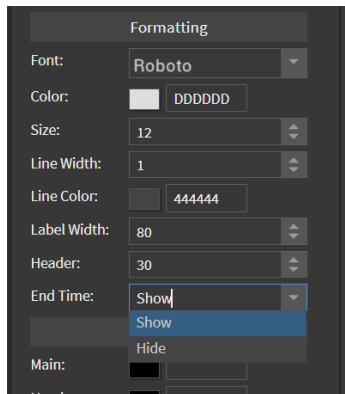 Formatting
Font: Roboto
Color: DDDDDD
Size: 12
Line Width: 1
Line Color: 444444
Label Width: 80
Header: 30
End Time: Show
Show
Hide
Main: